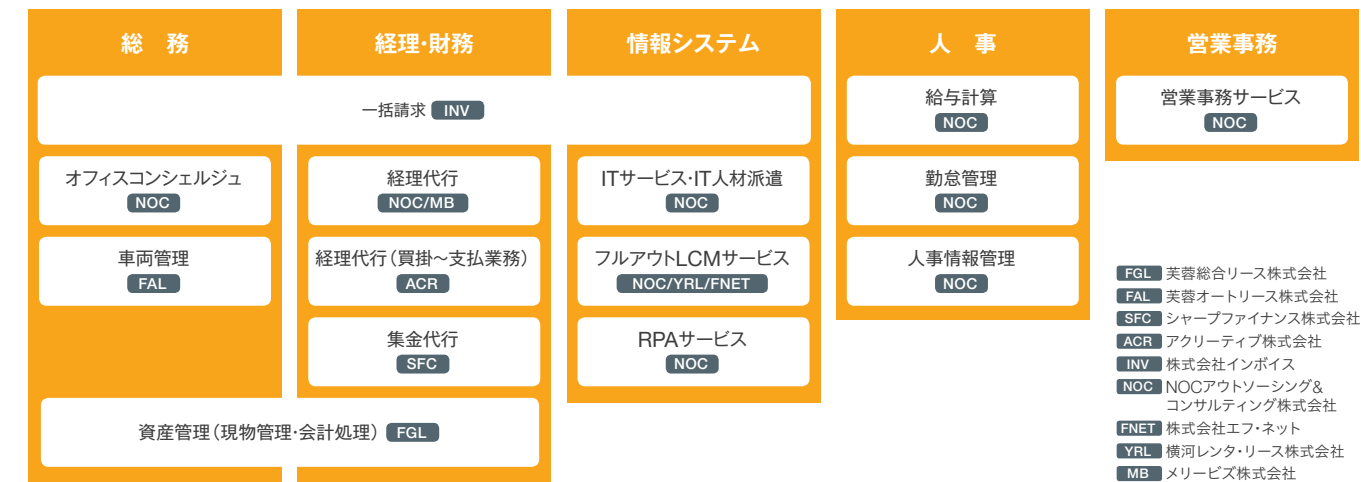 総 務
経理・財務
情報システム
人 事
営業事務
一括請求 INV
給与計算
NOC
営業事務サービス
NOC
オフィスコンシェルジュ
NOC
経理代行
NOC/MB
ITサービス・IT人材派遣
NOC
勤怠管理
NOC
車両管理
FAL
経理代行（買掛～支払業務）
ACR
フルアウトLCMサービス
NOC/YRL/FNET
人事情報管理
NOC
集金代行
SFC
RPAサービス
NOC
資産管理（現物管理・会計処理） FGL
FGL 芙蓉総合リース株式会社
FAL 芙蓉オートリース株式会社
SFC シャープファイナンス株式会社
ACR アクリーティブ株式会社
INV 株式会社インボイス
NOC NOCアウトソーシング＆
コンサルティング株式会社
FNET 株式会社エフ・ネット
YRL 横河レンタ・リース株式会社
MB メリービズ株式会社